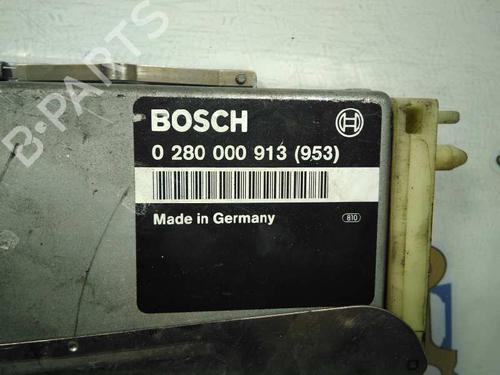 B-PARTS
BOSCH
0 280 000 913 (953)
Made in Germany
810